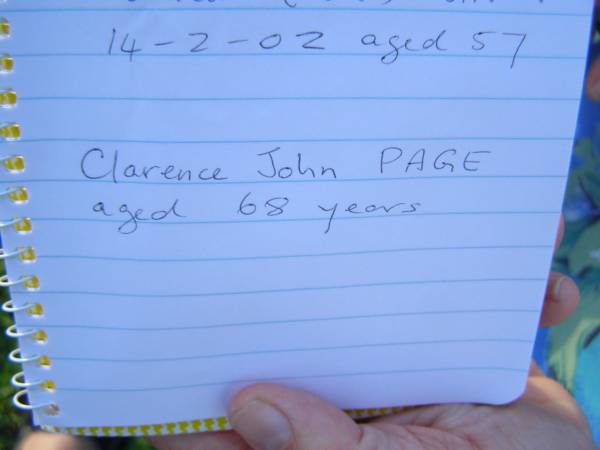 14-2-02 aged 57
Clarence John PAGE
aged 68 years